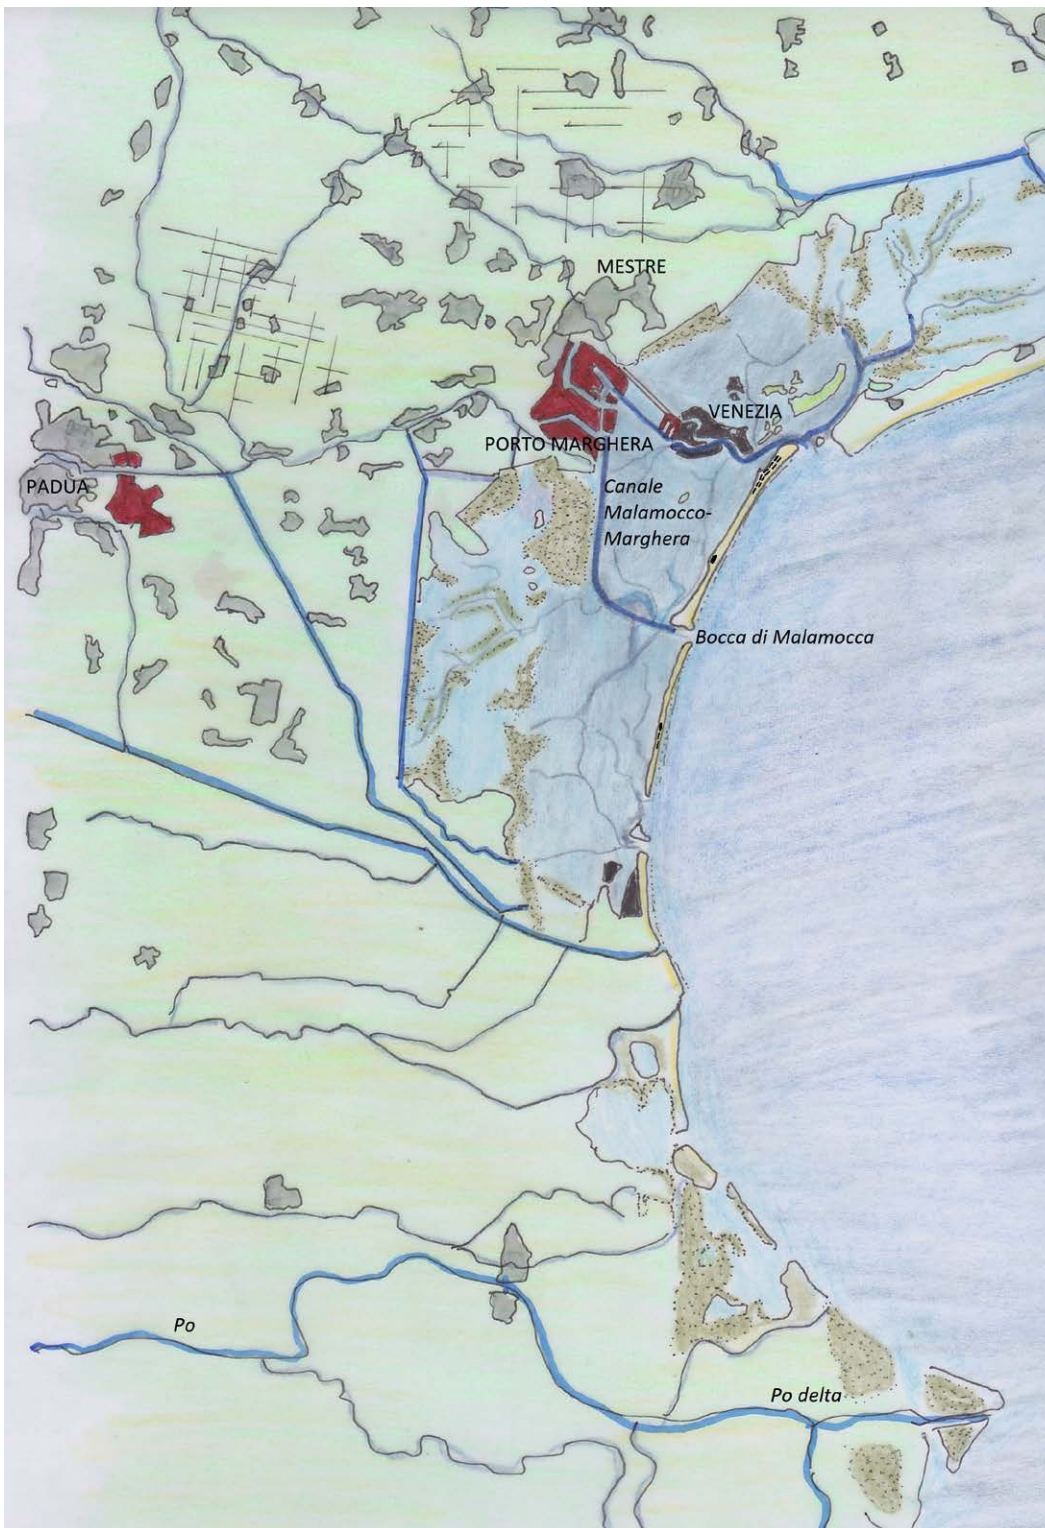 MESTRE
VENEZIA
PORTO MARGHERA
PADUA
Canale
Malamocco-
Marghera
Bocca di Malamocca
Po
Po delta